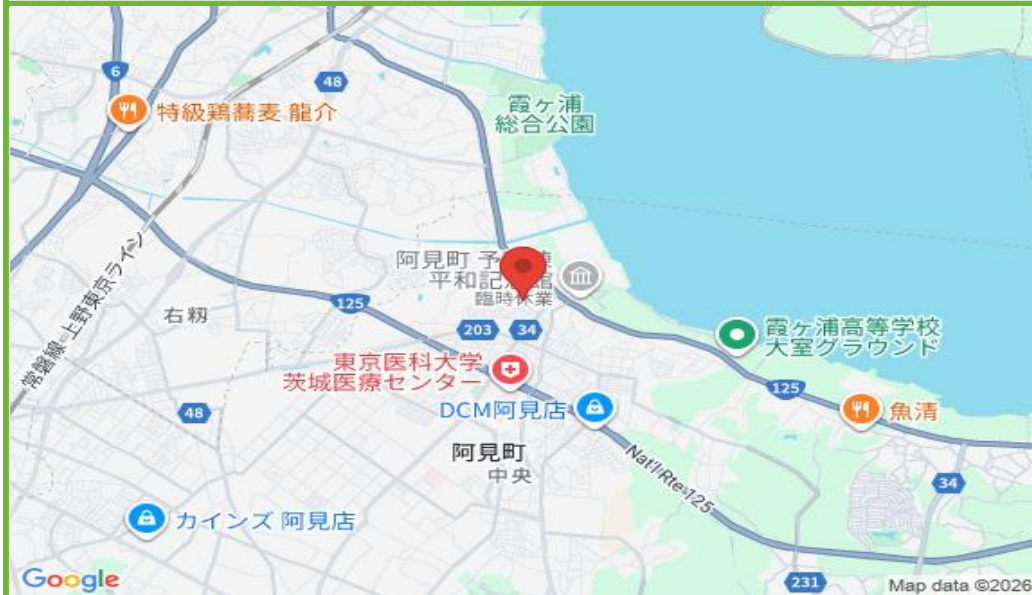 6
48
特級鶏蕎麦 龍介
霞ヶ浦
総合公園
常磐線-上野東京ライン
右籾
125
阿見町 予
平和記
館
臨時休業
203
34
東京医科大学
茨城医療センター
DCM阿見店
霞ヶ浦高等学校
大室グラウンド
125
魚清
48
阿見町
中央
Nat'l Rte 125
34
カインズ 阿見店
231
Google
Map data ©2026